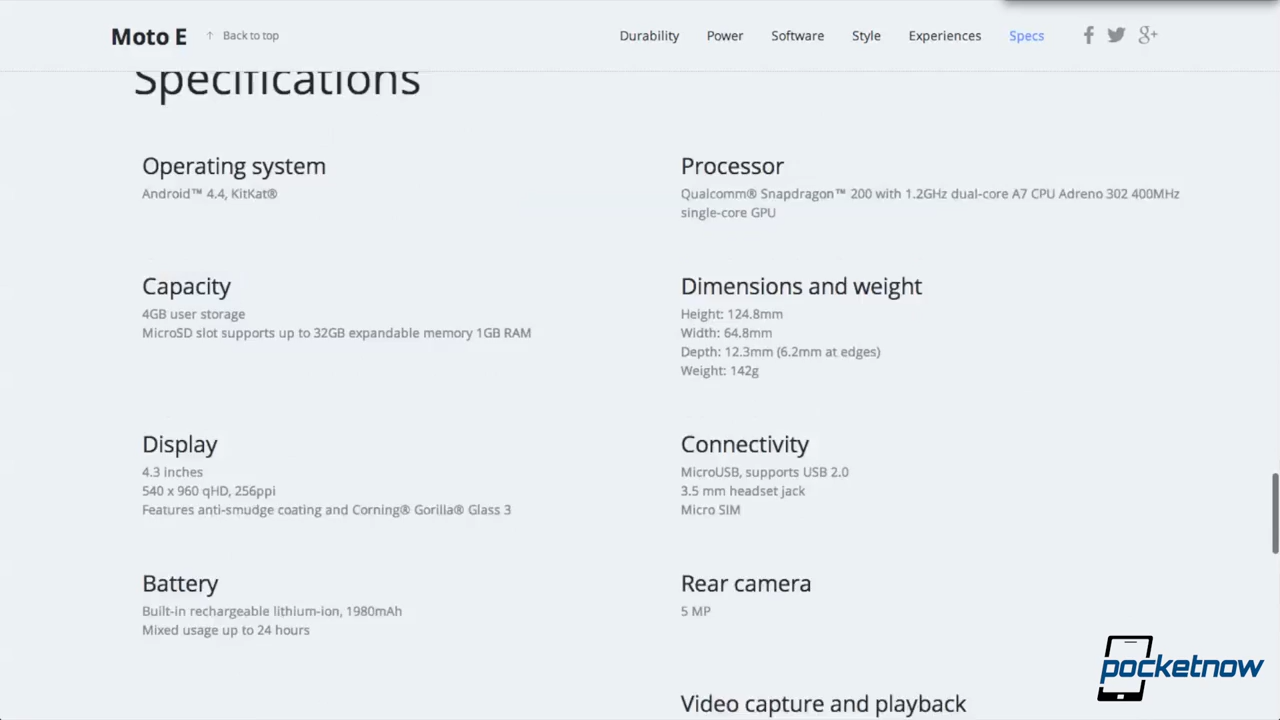 Moto E
↑ Back to top
Durability Power Software Style Experiences Specs
Specifications
Operating system
Android™ 4.4, KitKat®
Processor
Qualcomm® Snapdragon™ 200 with 1.2GHz dual-core A7 CPU Adreno 302 400MHz
single-core GPU
Capacity
4GB user storage
MicroSD slot supports up to 32GB expandable memory 1GB RAM
Dimensions and weight
Height: 124.8mm
Width: 64.8mm
Depth: 12.3mm (6.2mm at edges)
Weight: 142g
Display
4.3 inches
540 x 960 qHD, 256ppi
Features anti-smudge coating and Corning® Gorilla® Glass 3
Connectivity
MicroUSB, supports USB 2.0
3.5 mm headset jack
Micro SIM
Battery
Built-in rechargeable lithium-ion, 1980mAh
Mixed usage up to 24 hours
Rear camera
5 MP
Video capture and playback
pocketnow